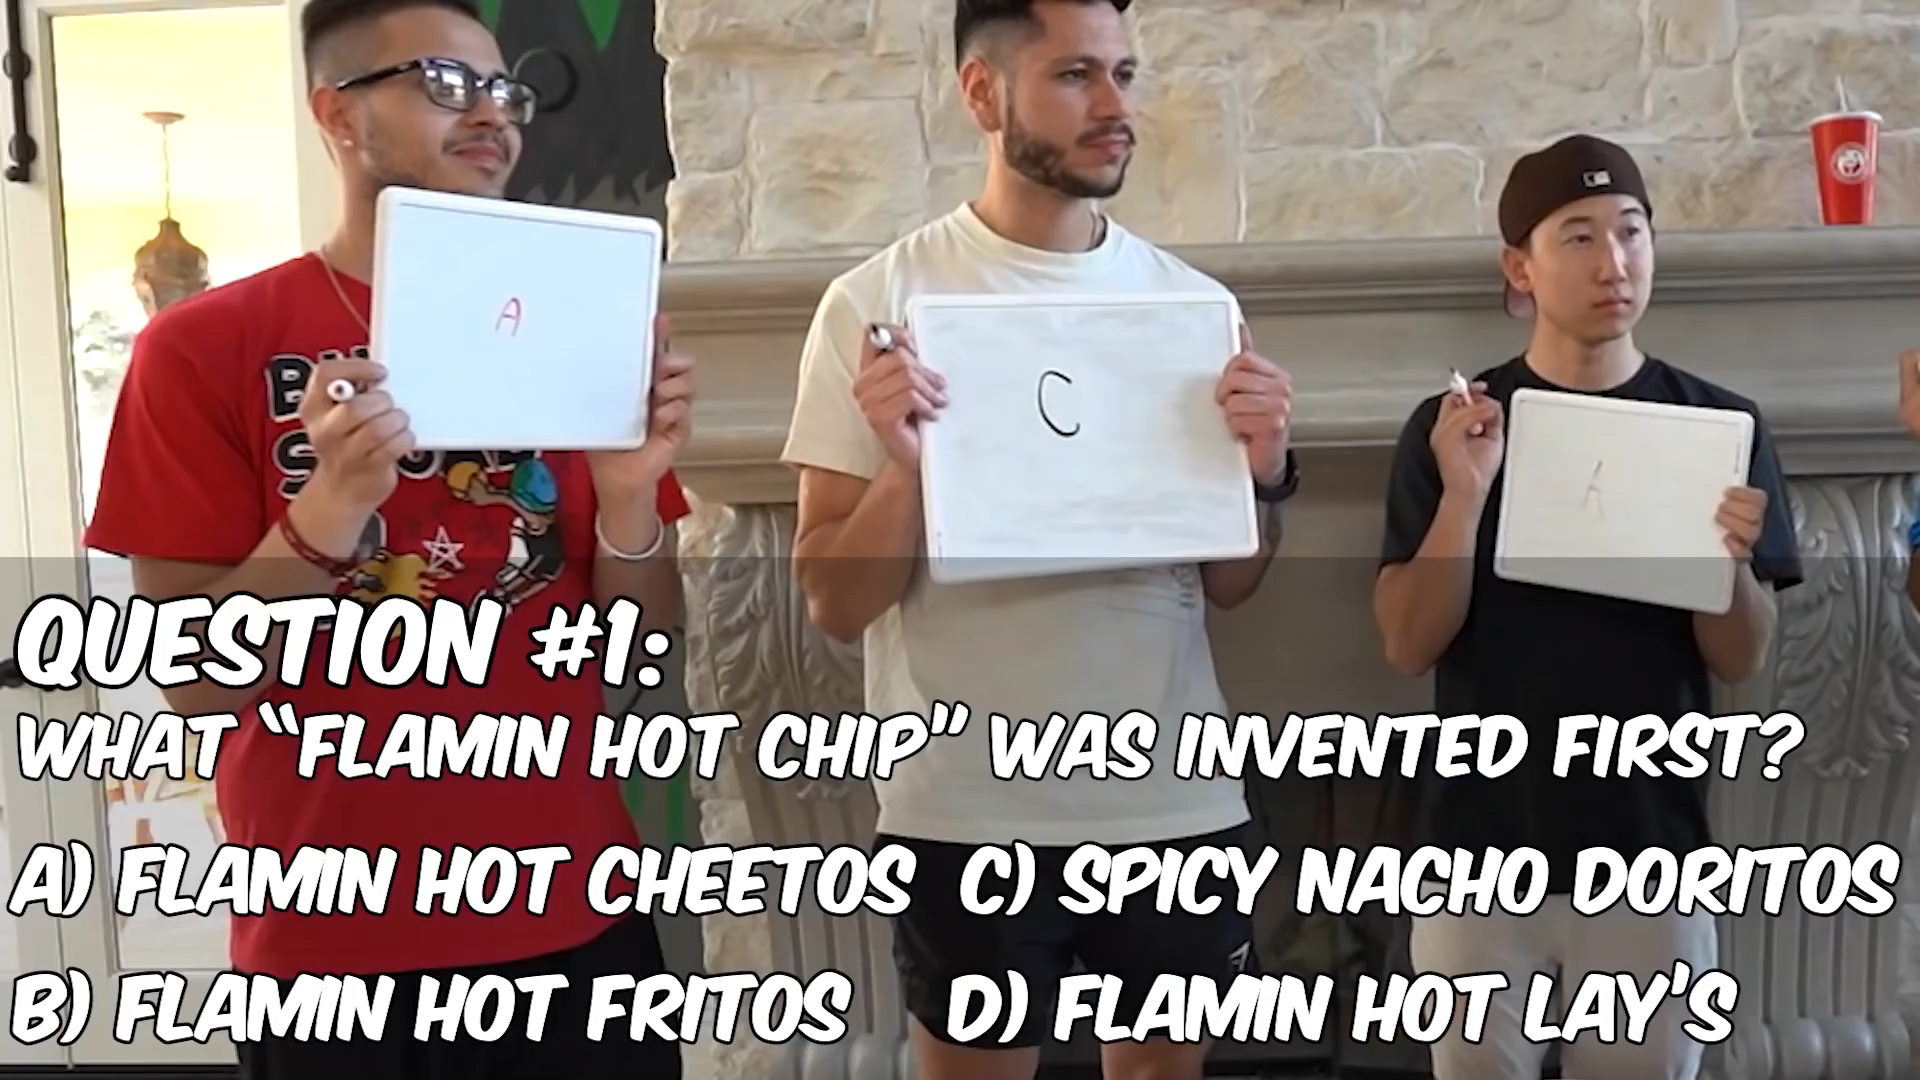 A
C
A
QUESTION #1:
WHAT “FLAMIN HOT CHIP” WAS INVENTED FIRST?
A) FLAMIN HOT CHEETOS
C) SPICY NACHO DORITOS
B) FLAMIN HOT FRITOS
D) FLAMIN HOT LAY'S